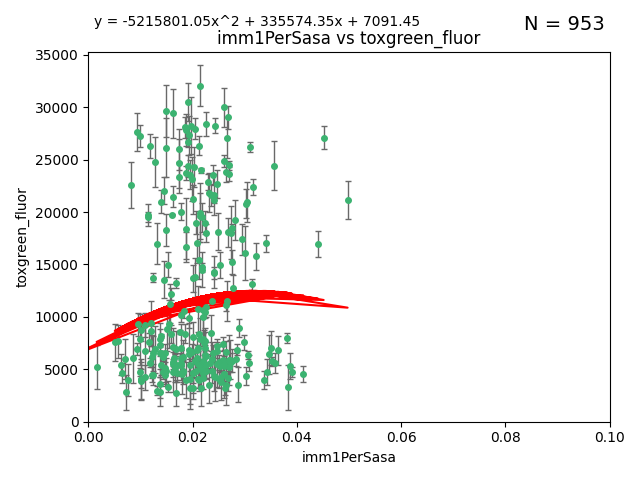 y = -5215801.05x^2 + 335574.35x + 7091.45
N = 953
imm1PerSasa vs toxgreen_fluor
35000
30000
25000
20000
15000
10000
5000
0
toxgreen_fluor
0.00 0.02 0.04 0.06 0.08 0.10
imm1PerSasa